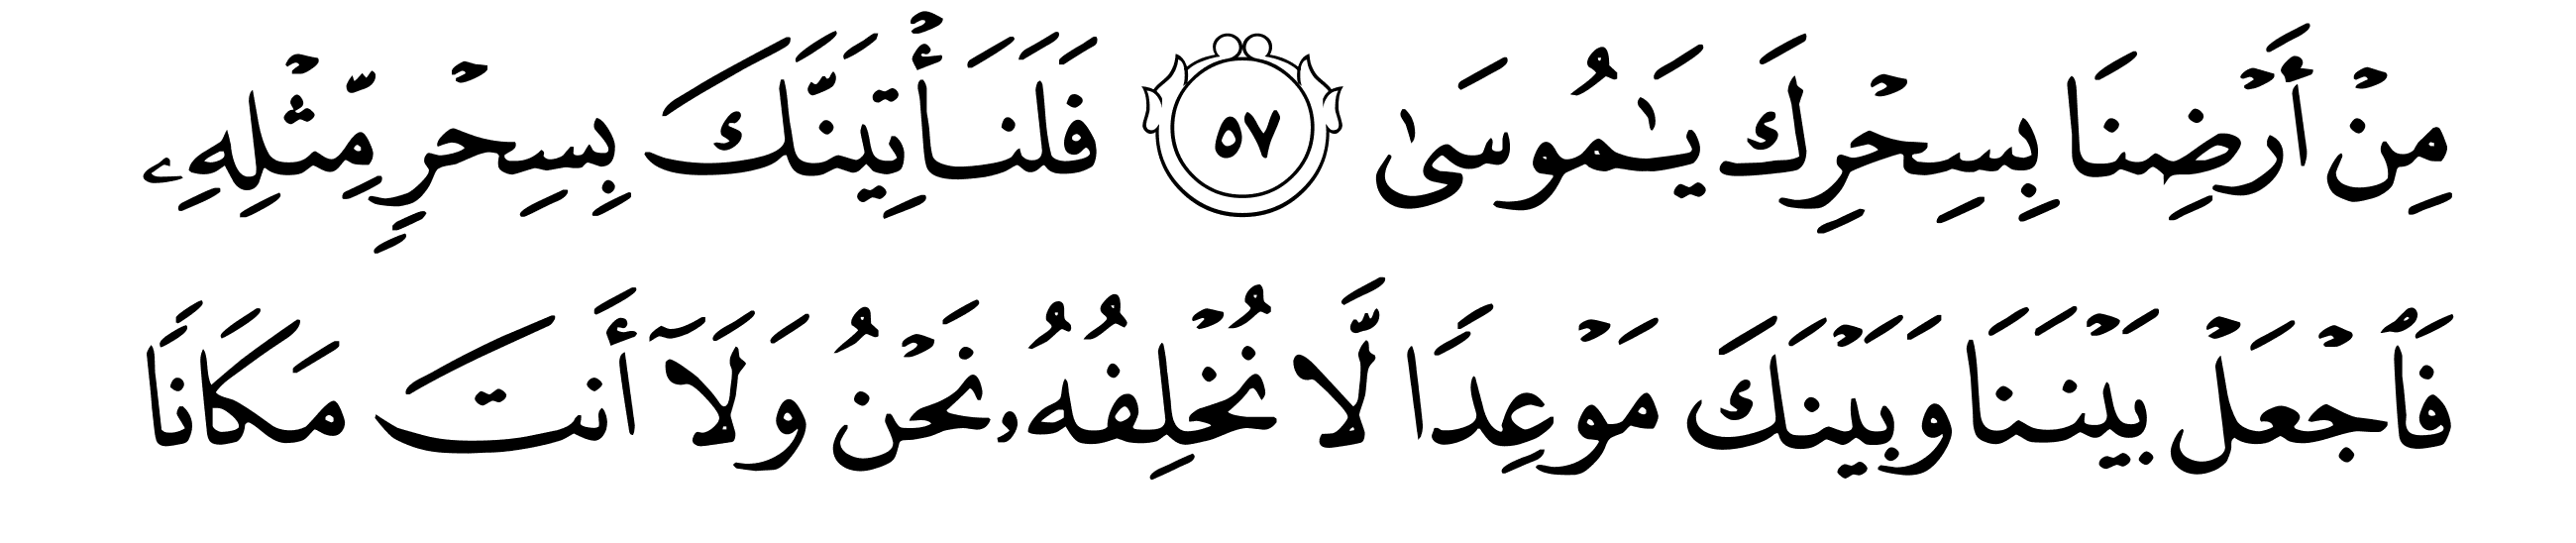 مِنۡ أَرۡضِنَا بِسِحۡرِكَ يَٰمُوسَىٰ ٥٧ فَلَنَأۡتِيَنَّكَ بِسِحۡرٖ مِّثۡلِهِۦ
فَٱجۡعَلۡ بَيۡنَنَا وَبَيۡنَكَ مَوۡعِدٗا لَّا نُخۡلِفُهُۥ نَحۡنُ وَلَآ أَنتَ مَكَانٗا